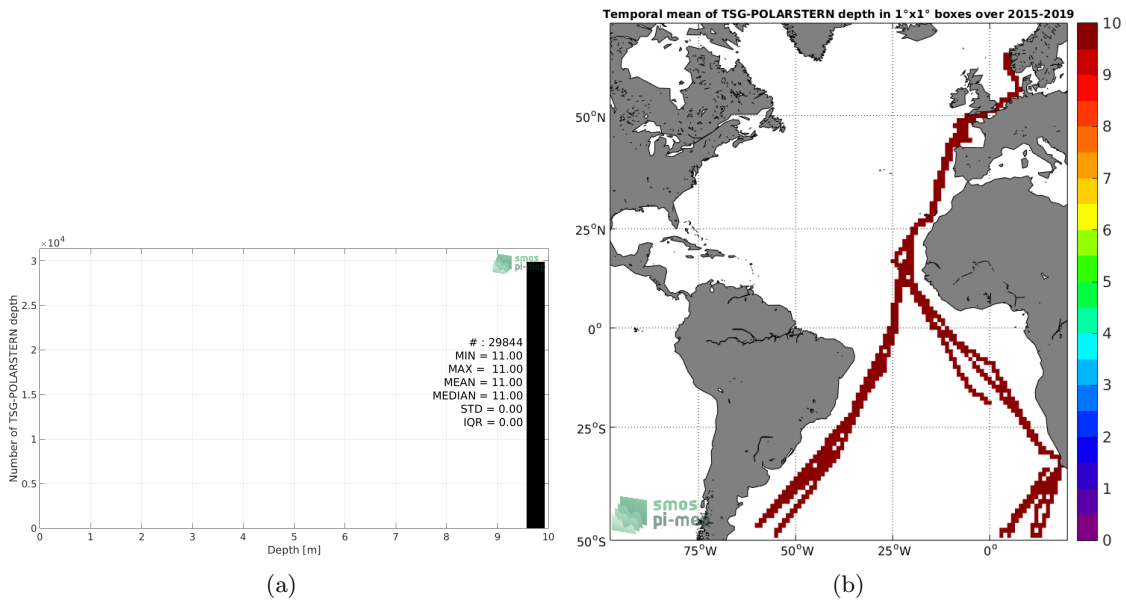 ×10⁴
3
2.5
2
1.5
1
0.5
0
Number of TSG-POLARSTERN depth
smos
pi-mep
# : 29844
MIN = 11.00
MAX = 11.00
MEAN = 11.00
MEDIAN = 11.00
STD = 0.00
IQR = 0.00
0 1 2 3 4 5 6 7 8 9 10
Depth [m]
(a)
Temporal mean of TSG-POLARSTERN depth in 1°x1° boxes over 2015-2019
50°N
25°N
0°
25°S
50°S
75°W 50°W 25°W 0°
smos
pi-mep
10
9
8
7
6
5
4
3
2
1
0
(b)